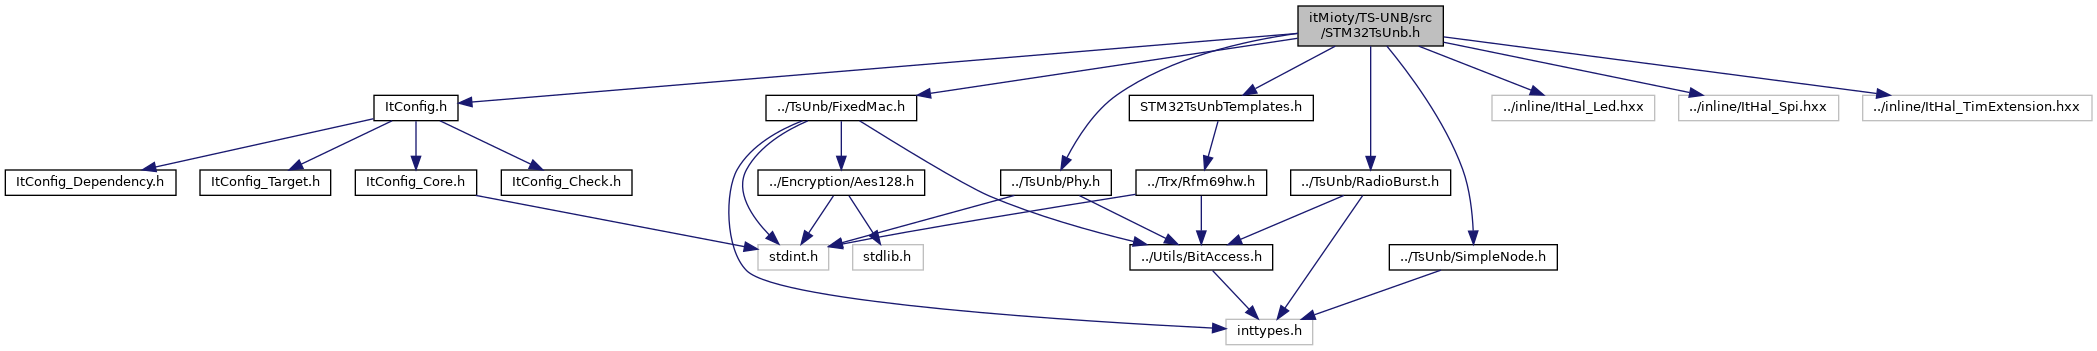 itMioty/TS-UNB/src
/STM32TsUnb.h
ItConfig.h
../TsUnb/FixedMac.h
STM32TsUnbTemplates.h
../inline/ItHal_Led.hxx
../inline/ItHal_Spi.hxx
../inline/ItHal_TimExtension.hxx
ItConfig_Dependency.h
ItConfig_Target.h
ItConfig_Core.h
ItConfig_Check.h
../Encryption/Aes128.h
../TsUnb/Phy.h
../Trx/Rfm69hw.h
../TsUnb/RadioBurst.h
stdint.h
stdlib.h
../Utils/BitAccess.h
../TsUnb/SimpleNode.h
inttypes.h